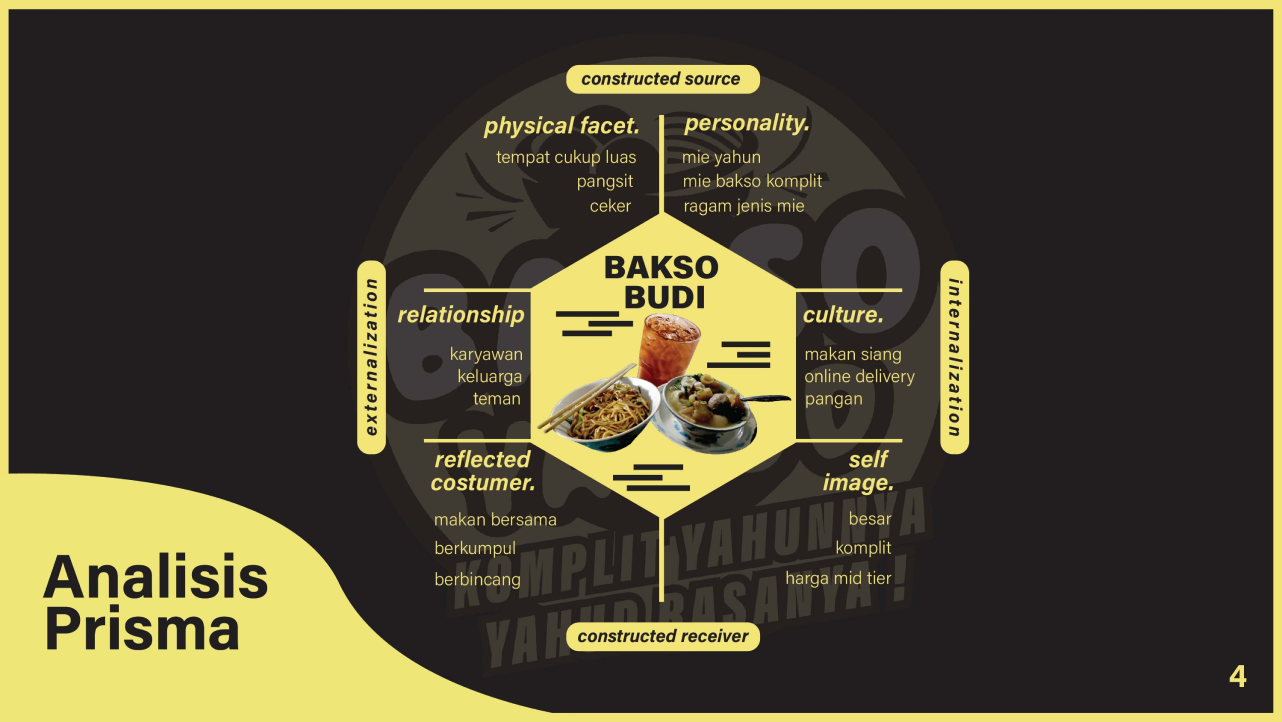 constructed source
physical facet.
tempat cukup luas
pangsit
ceker
personality.
mie yahun
mie bakso komplit
ragam jenis mie
BAKSO
BUDI
externalization
relationship
karyawan
keluarga
teman
culture.
makan siang
online delivery
pangan
internalization
reflected
costumer.
makan bersama
berkumpul
berbincang
self
image.
besar
komplit
harga mid tier
KOMPLIT YAHUNNYA
YAHUD RASANYA !
constructed receiver
Analisis
Prisma
4